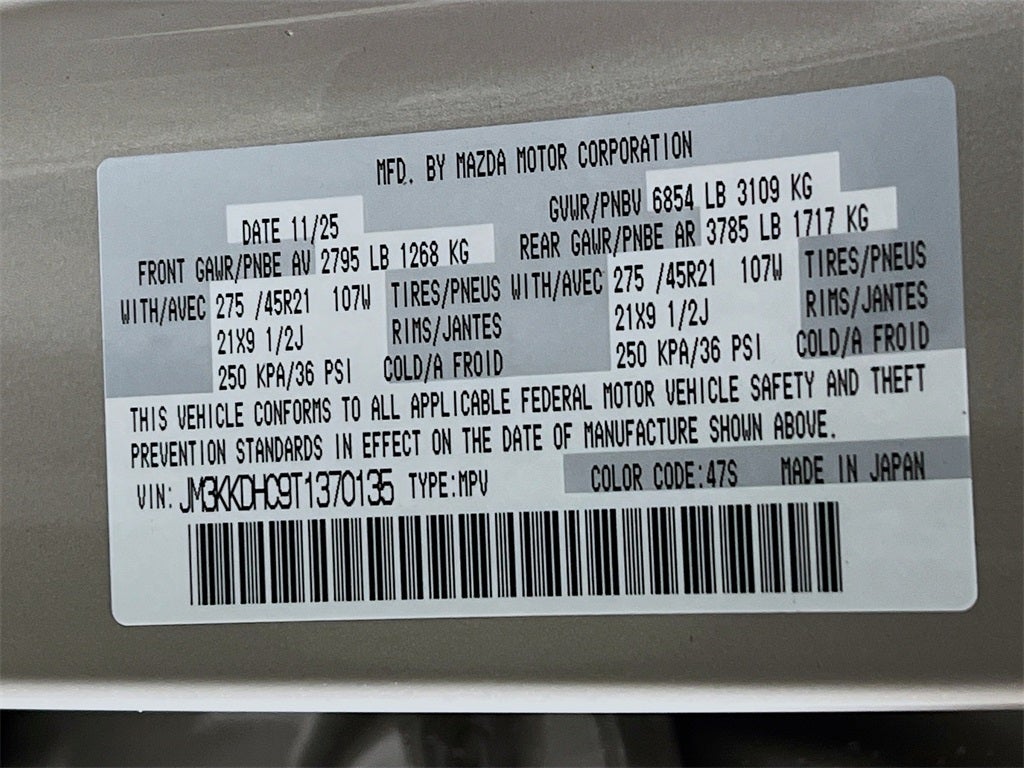 MFD. BY MAZDA MOTOR CORPORATION
DATE 11/25 GVWR/PNBV 6854 LB 3109 KG
FRONT GAWR/PNBE AV 2795 LB 1268 KG REAR GAWR/PNBE AR 3785 LB 1717 KG
WITH/AVEC 275 /45R21 107W TIRES/PNEUS WITH/AVEC 275 /45R21 107W TIRES/PNEUS
21X9 1/2J RIMS/JANTES 21X9 1/2J RIMS/JANTES
250 KPA/36 PSI COLD/A FROID 250 KPA/36 PSI COLD/A FROID
THIS VEHICLE CONFORMS TO ALL APPLICABLE FEDERAL MOTOR VEHICLE SAFETY AND THEFT
PREVENTION STANDARDS IN EFFECT ON THE DATE OF MANUFACTURE SHOWN ABOVE.
VIN: JM3KKDHC9T1370135 TYPE:MPV COLOR CODE:47S MADE IN JAPAN